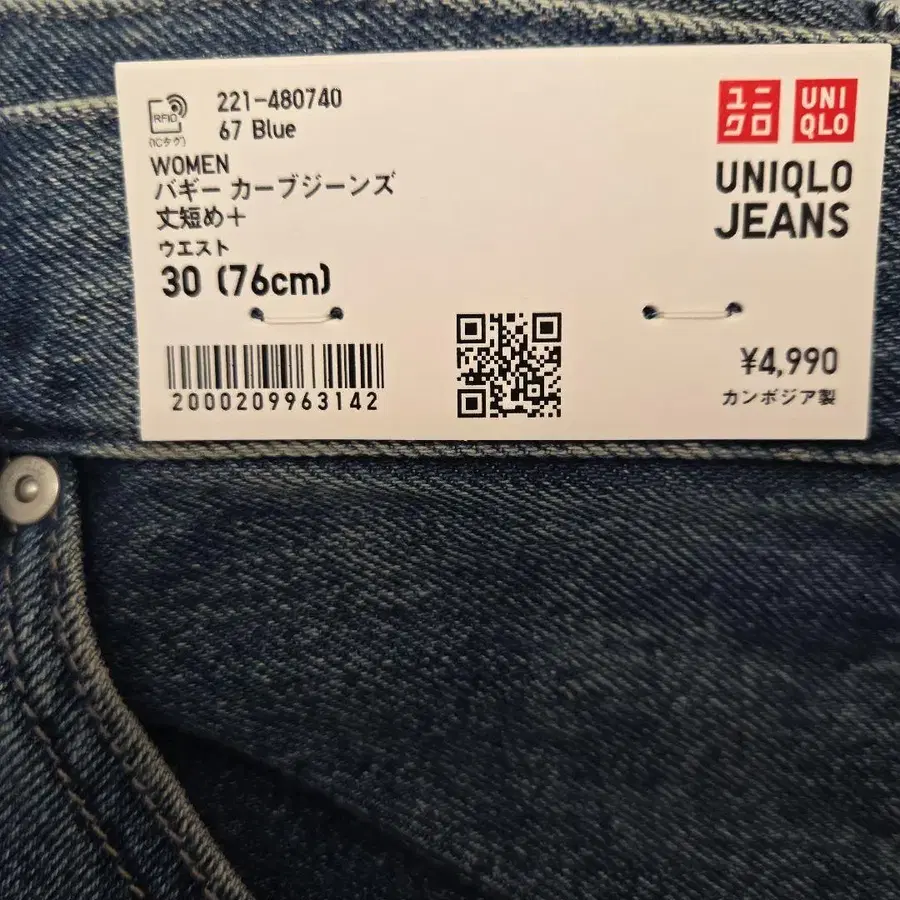 RFID
(ICタグ)
221-480740
67 Blue
WOMEN
バギー カーブジーンズ
丈短め+
ウエスト
30 (76cm)
2000209963142
ユニ
クロ
UNI
QLO
UNIQLO
JEANS
¥4,990
カンボジア製